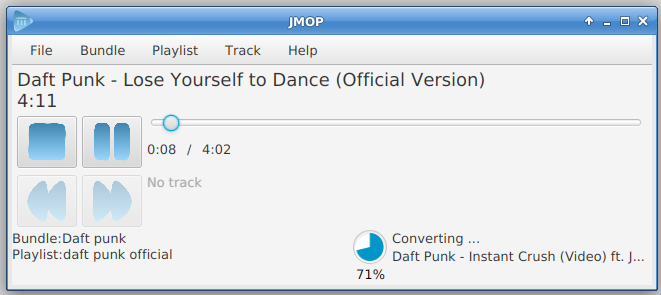 JMOP
File Bundle Playlist Track Help
Daft Punk - Lose Yourself to Dance (Official Version)
4:11
0:08 / 4:02
No track
Bundle:Daft punk
Playlist:daft punk official
Converting ...
Daft Punk - Instant Crush (Video) ft. J...
71%